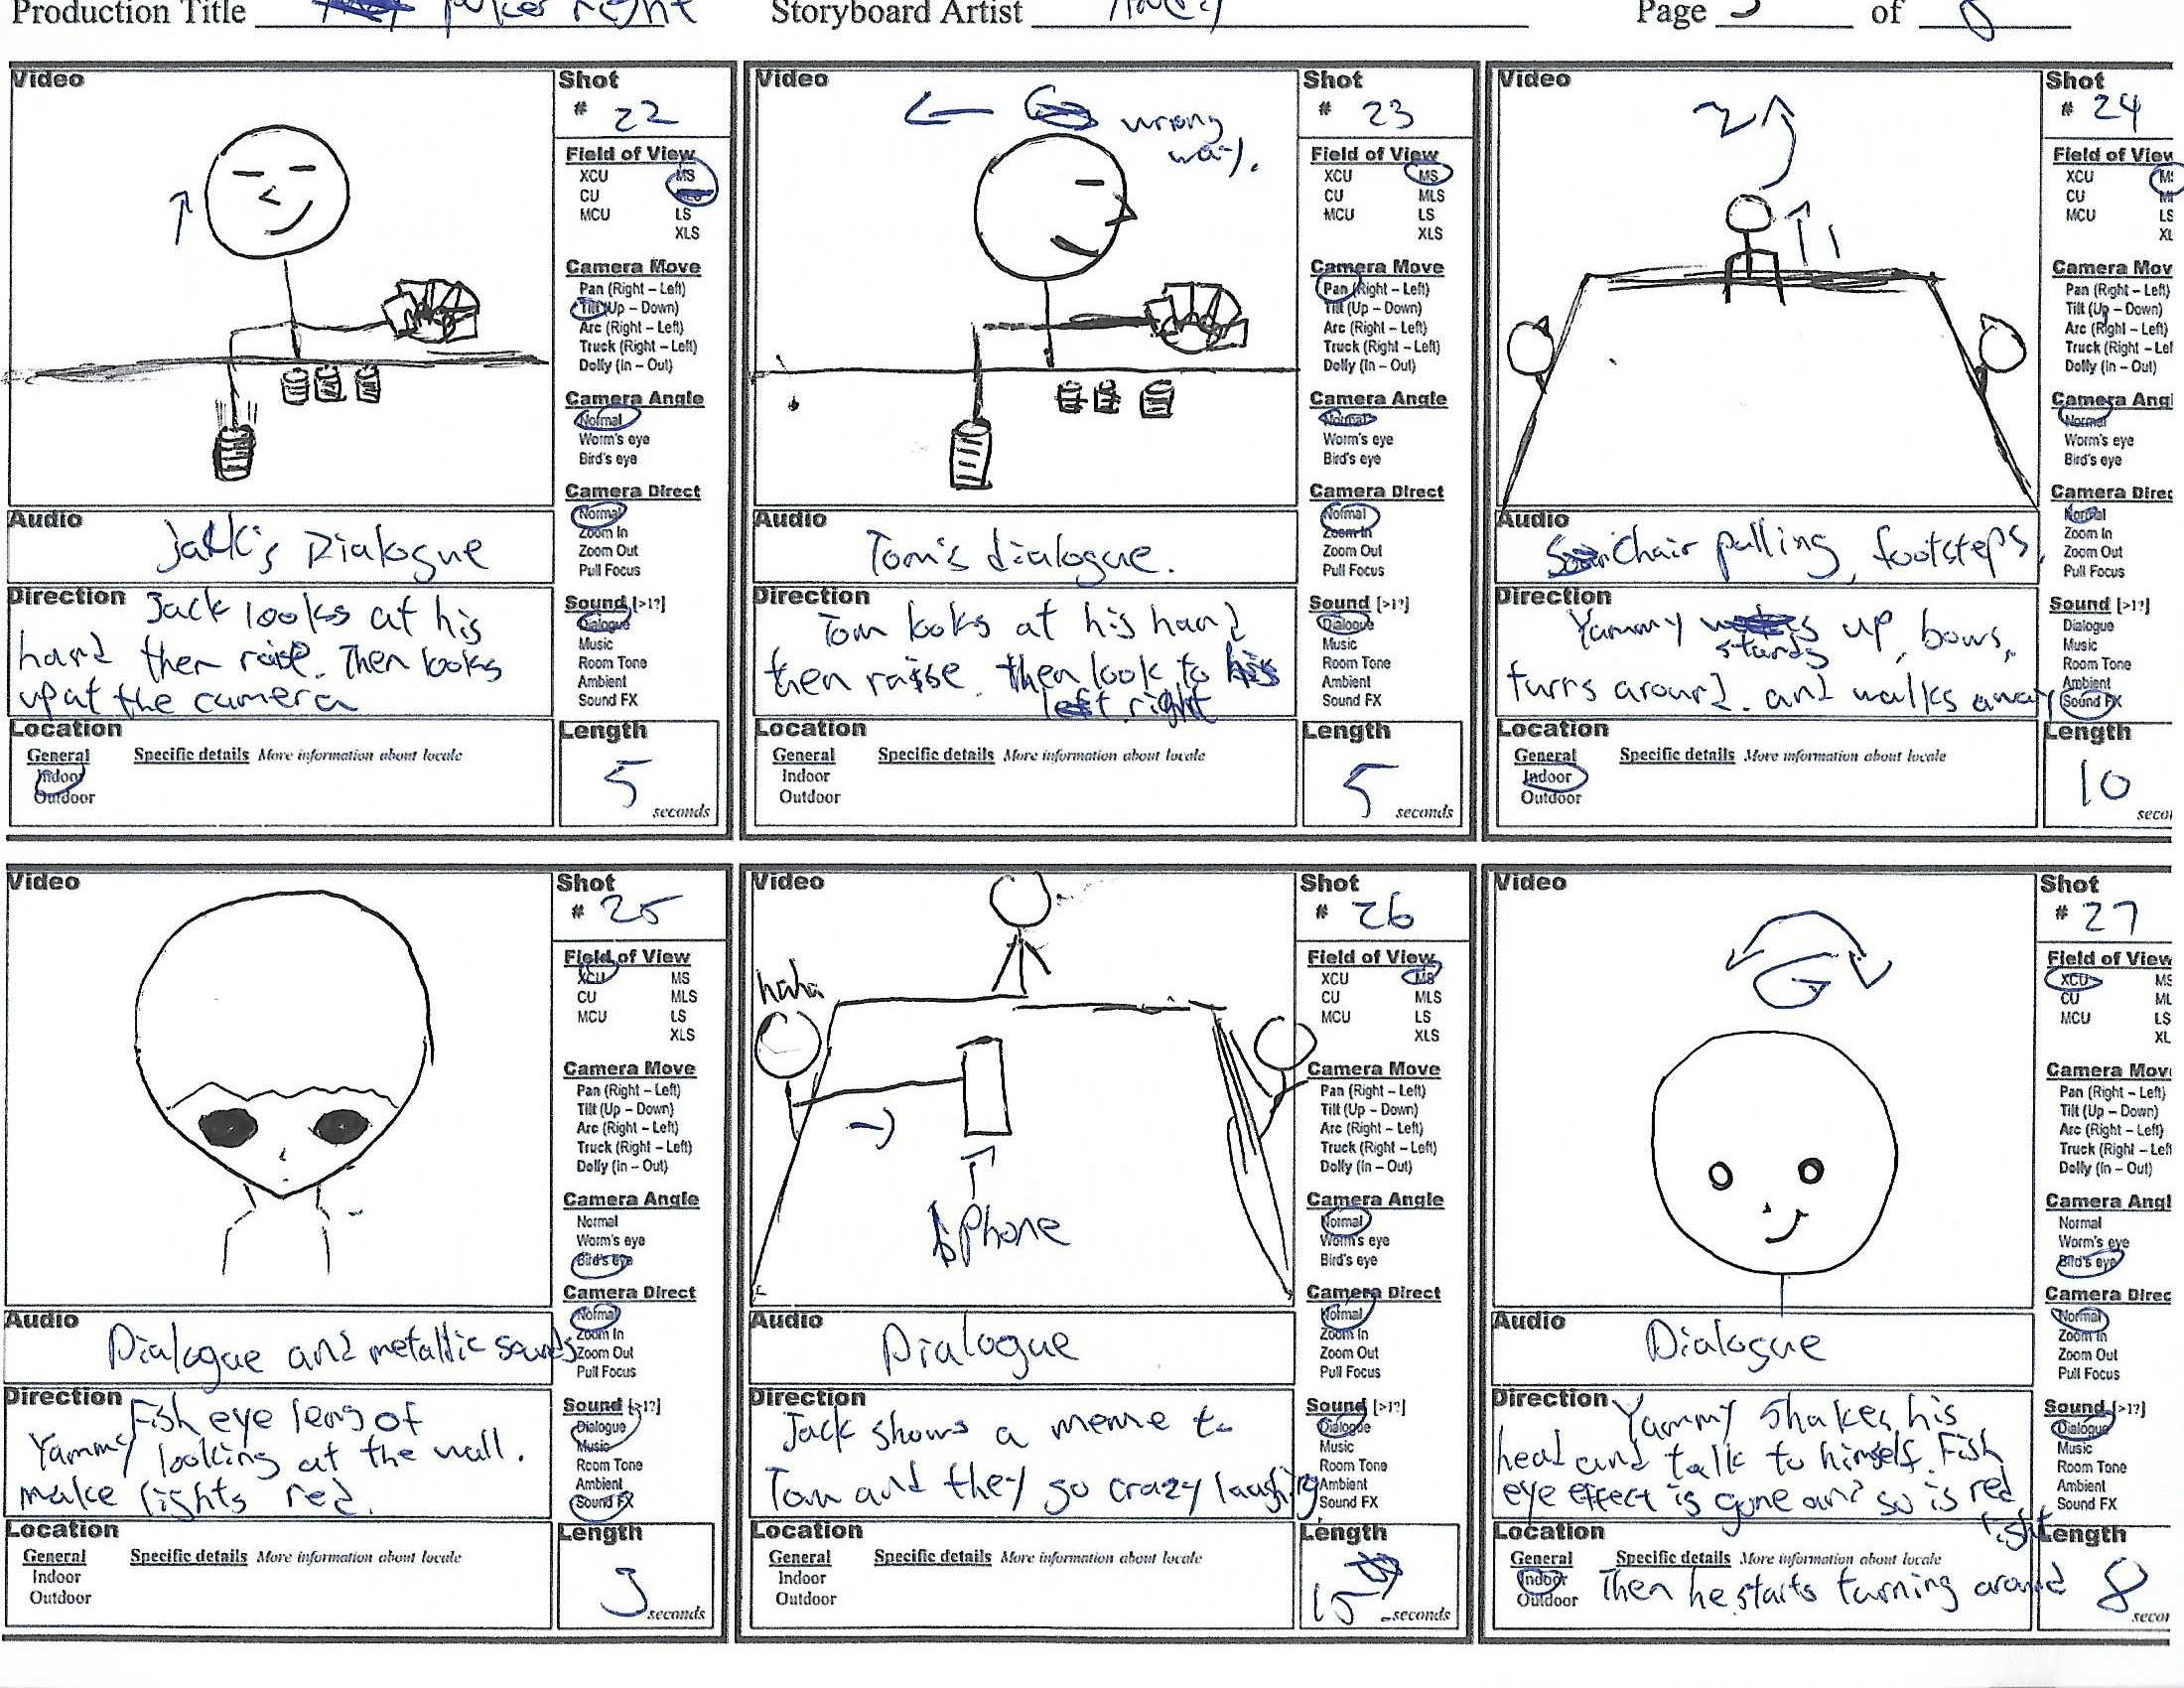 Production Title poker night
Storyboard Artist
Page of 8
Video
Shot
# 22
Field of View
XCU MS
CU
MCU LS
XLS
Camera Move
Pan (Right – Left)
Tilt (Up – Down)
Arc (Right – Left)
Truck (Right – Left)
Dolly (In – Out)
Camera Angle
Normal
Worm's eye
Bird's eye
Camera Direct
Normal
Zoom In
Zoom Out
Pull Focus
Audio
Jack's Dialogue
Direction Jack looks at his
hand then raise. Then looks
up at the camera
Sound [>1?]
Dialogue
Music
Room Tone
Ambient
Sound FX
Location
General Specific details More information about locale
Indoor
Outdoor
Length
5
seconds
Video
wrong
way.
Shot
# 23
Field of View
XCU MS
CU MLS
MCU LS
XLS
Camera Move
Pan (Right – Left)
Tilt (Up – Down)
Arc (Right – Left)
Truck (Right – Left)
Dolly (In – Out)
Camera Angle
Normal
Worm's eye
Bird's eye
Camera Direct
Normal
Zoom In
Zoom Out
Pull Focus
Audio
Tom's dialogue.
Direction
Tom looks at his hand
then raise. then look to his
left right
Sound [>1?]
Dialogue
Music
Room Tone
Ambient
Sound FX
Location
General Specific details More information about locale
Indoor
Outdoor
Length
5
seconds
Video
2
1
Shot
# 24
Field of View
XCU
CU
MCU LS
XL
Camera Mov
Pan (Right – Left)
Tilt (Up – Down)
Arc (Right – Left)
Truck (Right – Lef
Dolly (In – Out)
Camera Angl
Normal
Worm's eye
Bird's eye
Camera Direc
Normal
Zoom In
Zoom Out
Pull Focus
Audio
Chair pulling, footsteps,
Direction
Yammy stands up, bows,
turns around. and walks away
Sound [>1?]
Dialogue
Music
Room Tone
Ambient
Sound FX
Location
General Specific details More information about locale
Indoor
Outdoor
Length
10
secon
Video
Shot
# 25
Field of View
XCU MS
CU MLS
MCU LS
XLS
Camera Move
Pan (Right – Left)
Tilt (Up – Down)
Arc (Right – Left)
Truck (Right – Left)
Dolly (In – Out)
Camera Angle
Normal
Worm's eye
Bird's eye
Camera Direct
Normal
Zoom In
Zoom Out
Pull Focus
Audio
Dialogue and metallic sounds
Direction Fish eye lens of
Yammy looking at the wall.
make lights red.
Sound [>1?]
Dialogue
Music
Room Tone
Ambient
Sound FX
Location
General Specific details More information about locale
Indoor
Outdoor
Length
3
seconds
Video
haha
Phone
Shot
# 26
Field of View
XCU MS
CU MLS
MCU LS
XLS
Camera Move
Pan (Right – Left)
Tilt (Up – Down)
Arc (Right – Left)
Truck (Right – Left)
Dolly (In – Out)
Camera Angle
Normal
Worm's eye
Bird's eye
Camera Direct
Normal
Zoom In
Zoom Out
Pull Focus
Audio
Dialogue
Direction
Jack shows a meme to
Tom and they go crazy laughing.
Sound [>1?]
Dialogue
Music
Room Tone
Ambient
Sound FX
Location
General Specific details More information about locale
Indoor
Outdoor
Length
15
seconds
Video
Shot
# 27
Field of View
XCU MS
CU ML
MCU LS
XL
Camera Move
Pan (Right – Left)
Tilt (Up – Down)
Arc (Right – Left)
Truck (Right – Left
Dolly (In – Out)
Camera Angl
Normal
Worm's eye
Bird's eye
Camera Direc
Normal
Zoom In
Zoom Out
Pull Focus
Audio
Dialogue
Direction Yammy shakes his
head and talk to himself. Fish
eye effect is gone and so is red
light
Sound [>1?]
Dialogue
Music
Room Tone
Ambient
Sound FX
Location
General Specific details More information about locale
Indoor Then he starts turning around
Outdoor
Length
8
secon